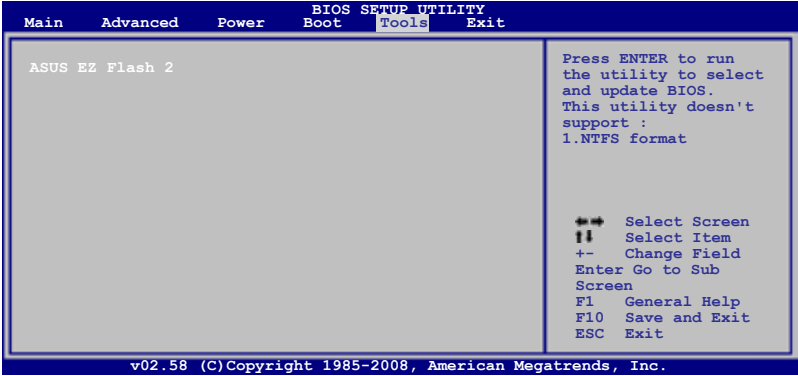 BIOS SETUP UTILITY
Main Advanced Power Boot Tools Exit
ASUS EZ Flash 2
Press ENTER to run
the utility to select
and update BIOS.
This utility doesn't
support :
1.NTFS format
Select Screen
Select Item
+- Change Field
Enter Go to Sub
Screen
F1 General Help
F10 Save and Exit
ESC Exit
v02.58 (C)Copyright 1985-2008, American Megatrends, Inc.